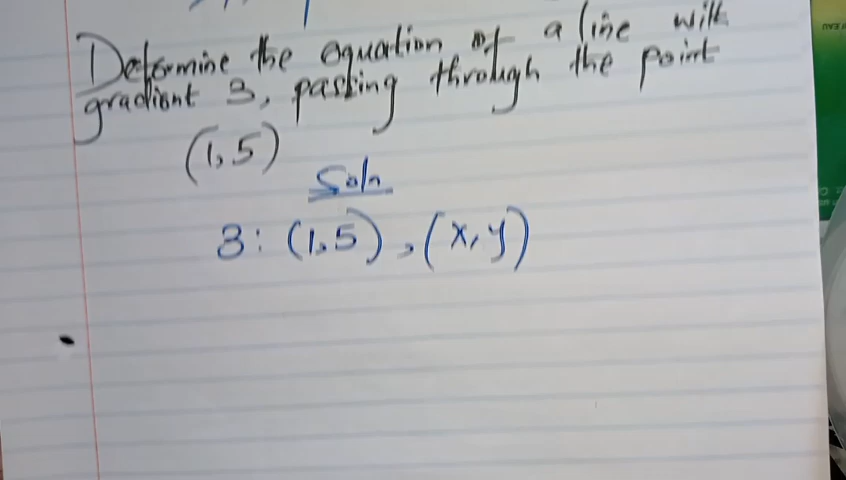 Determine the equation of a line with
gradient 3, passing through the point
(1,5)
Soln
3: (1,5), (x,y)